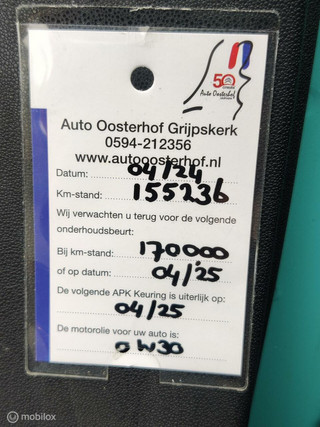 50
Auto Oosterhof
Auto Oosterhof Grijpskerk
0594-212356
www.autooosterhof.nl
Datum: 04/24
Km-stand: 155236
Wij verwachten u terug voor de volgende
onderhoudsbeurt:
Bij km-stand: 170000
of op datum: 04/25
De volgende APK Keuring is uiterlijk op:
04/25
De motorolie voor uw auto is:
0W30
© mobilox